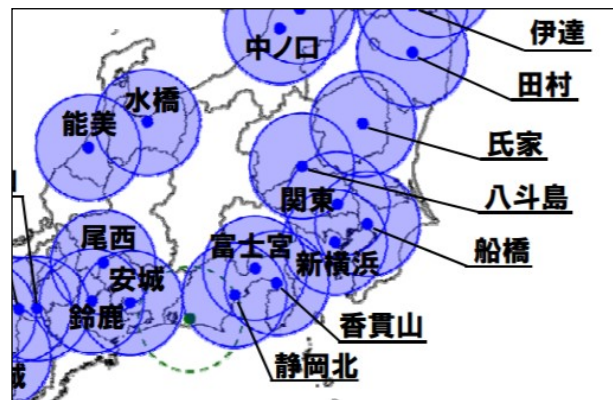 伊達
中ノ口
田村
水橋
能美
氏家
八斗島
関東
尾西
富士宮
新横浜
船橋
安城
鈴鹿
香貫山
静岡北
城